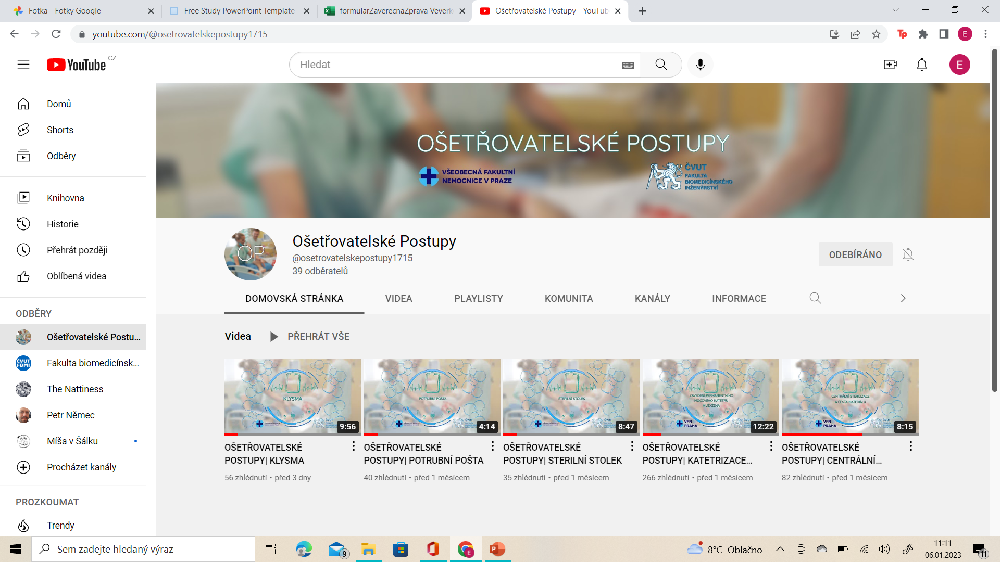 Fotka - Fotky Google
Free Study PowerPoint Template
formularZaverecnaZprava Veverk
Ošetřovatelské Postupy - YouTub
youtube.com/@osetrovatelskepostupy1715
Tp
E
YouTube CZ
Hledat
E
Domů
Shorts
Odběry
Knihovna
Historie
Přehrát později
Oblíbená videa
ODBĚRY
Ošetřovatelské Postu...
ČVUT
FBMI
Fakulta biomedicínsk...
The Nattiness
Petr Němec
Míša v Šálku
Procházet kanály
PROZKOUMAT
Trendy
OŠETŘOVATELSKÉ POSTUPY
VŠEOBECNÁ FAKULTNÍ
NEMOCNICE V PRAZE
ČVUT
FAKULTA
BIOMEDICÍNSKÉHO
INŽENÝRSTVÍ
OP
Ošetřovatelské Postupy
@osetrovatelskepostupy1715
39 odběratelů
ODEBÍRÁNO
DOMOVSKÁ STRÁNKA
VIDEA
PLAYLISTY
KOMUNITA
KANÁLY
INFORMACE
Videa
PŘEHRÁT VŠE
KLYSMA
9:56
OŠETŘOVATELSKÉ
POSTUPY| KLYSMA
56 zhlédnutí • před 3 dny
POTRUBNÍ POŠTA
4:14
OŠETŘOVATELSKÉ
POSTUPY| POTRUBNÍ POŠTA
40 zhlédnutí • před 1 měsícem
STERILNÍ STOLEK
8:47
OŠETŘOVATELSKÉ
POSTUPY| STERILNÍ STOLEK
35 zhlédnutí • před 1 měsícem
ZAVEDENÍ PERMANENTNÍHO
MOČOVÉHO KATÉTRU
MUŽ/ŽENA
VFN
PRAHA
12:22
OŠETŘOVATELSKÉ
POSTUPY| KATETRIZACE...
266 zhlédnutí • před 1 měsícem
CENTRÁLNÍ STERILIZACE
A CESTA MATERIÁLU
VFN
PRAHA
8:15
OŠETŘOVATELSKÉ
POSTUPY| CENTRÁLNÍ...
82 zhlédnutí • před 1 měsícem
Sem zadejte hledaný výraz
9
E
P
8°C Oblačno
11:11
06.01.2023
11